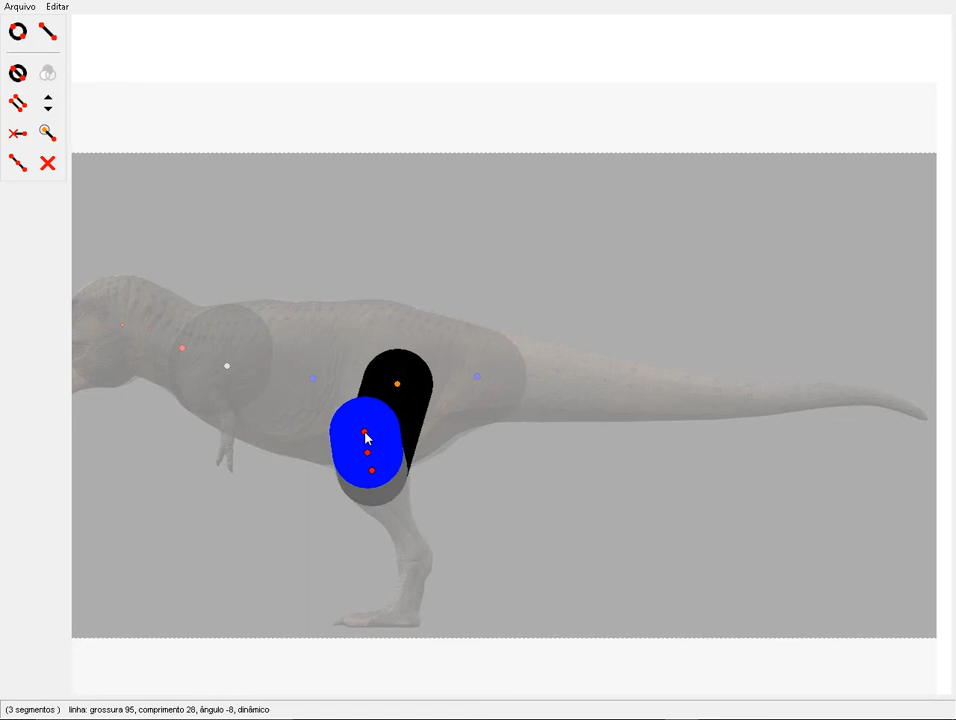 Arquivo Editar
(3 segmentos ) linha: grossura 95, comprimento 28, ângulo -8, dinâmico